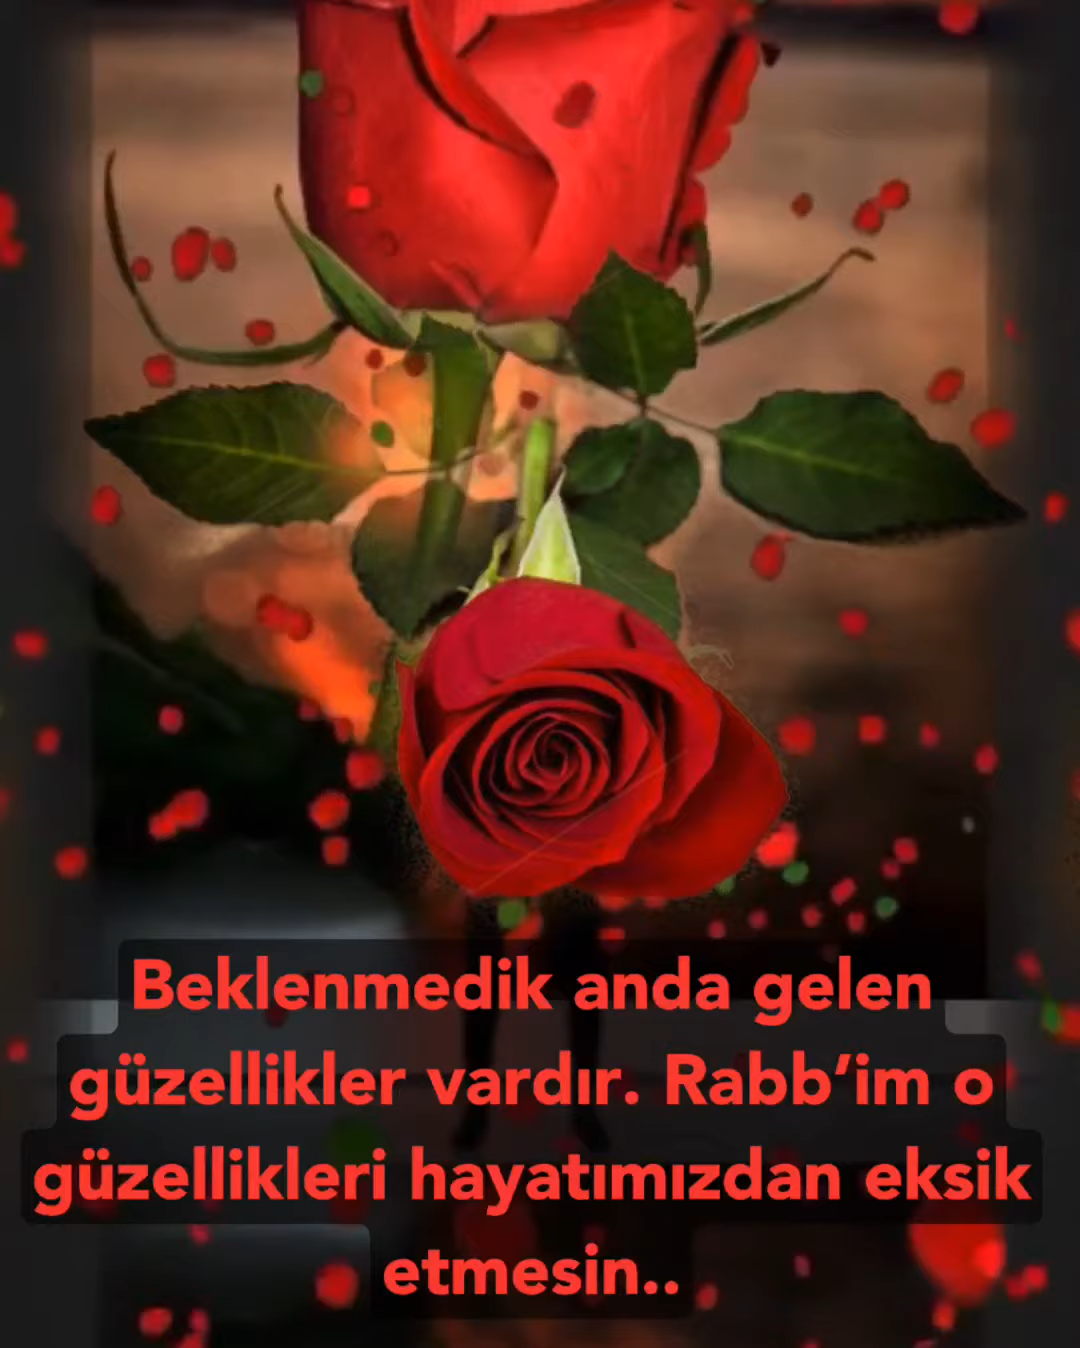 Beklenmedik anda gelen
güzellikler vardır. Rabb’im o
güzellikleri hayatımızdan eksik
etmesin..